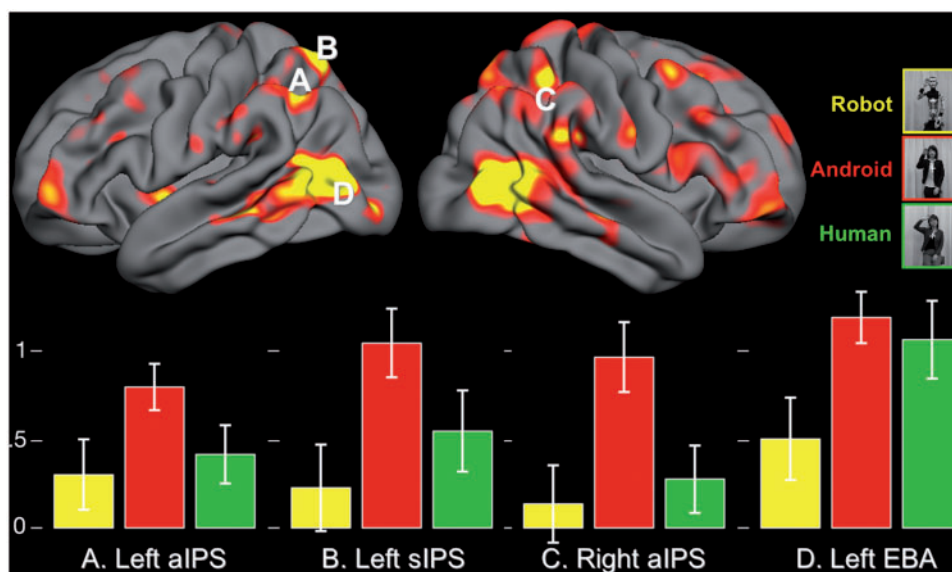 B
A
C
D
Robot
Android
Human
1
.5
0
A. Left aIPS
B. Left sIPS
C. Right aIPS
D. Left EBA